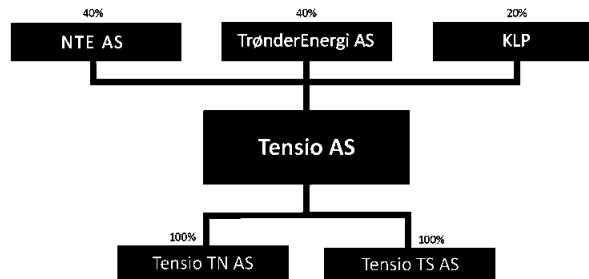 40% 40% 20%
NTE AS TrønderEnergi AS KLP
Tensio AS
100% 100%
Tensio TN AS Tensio TS AS